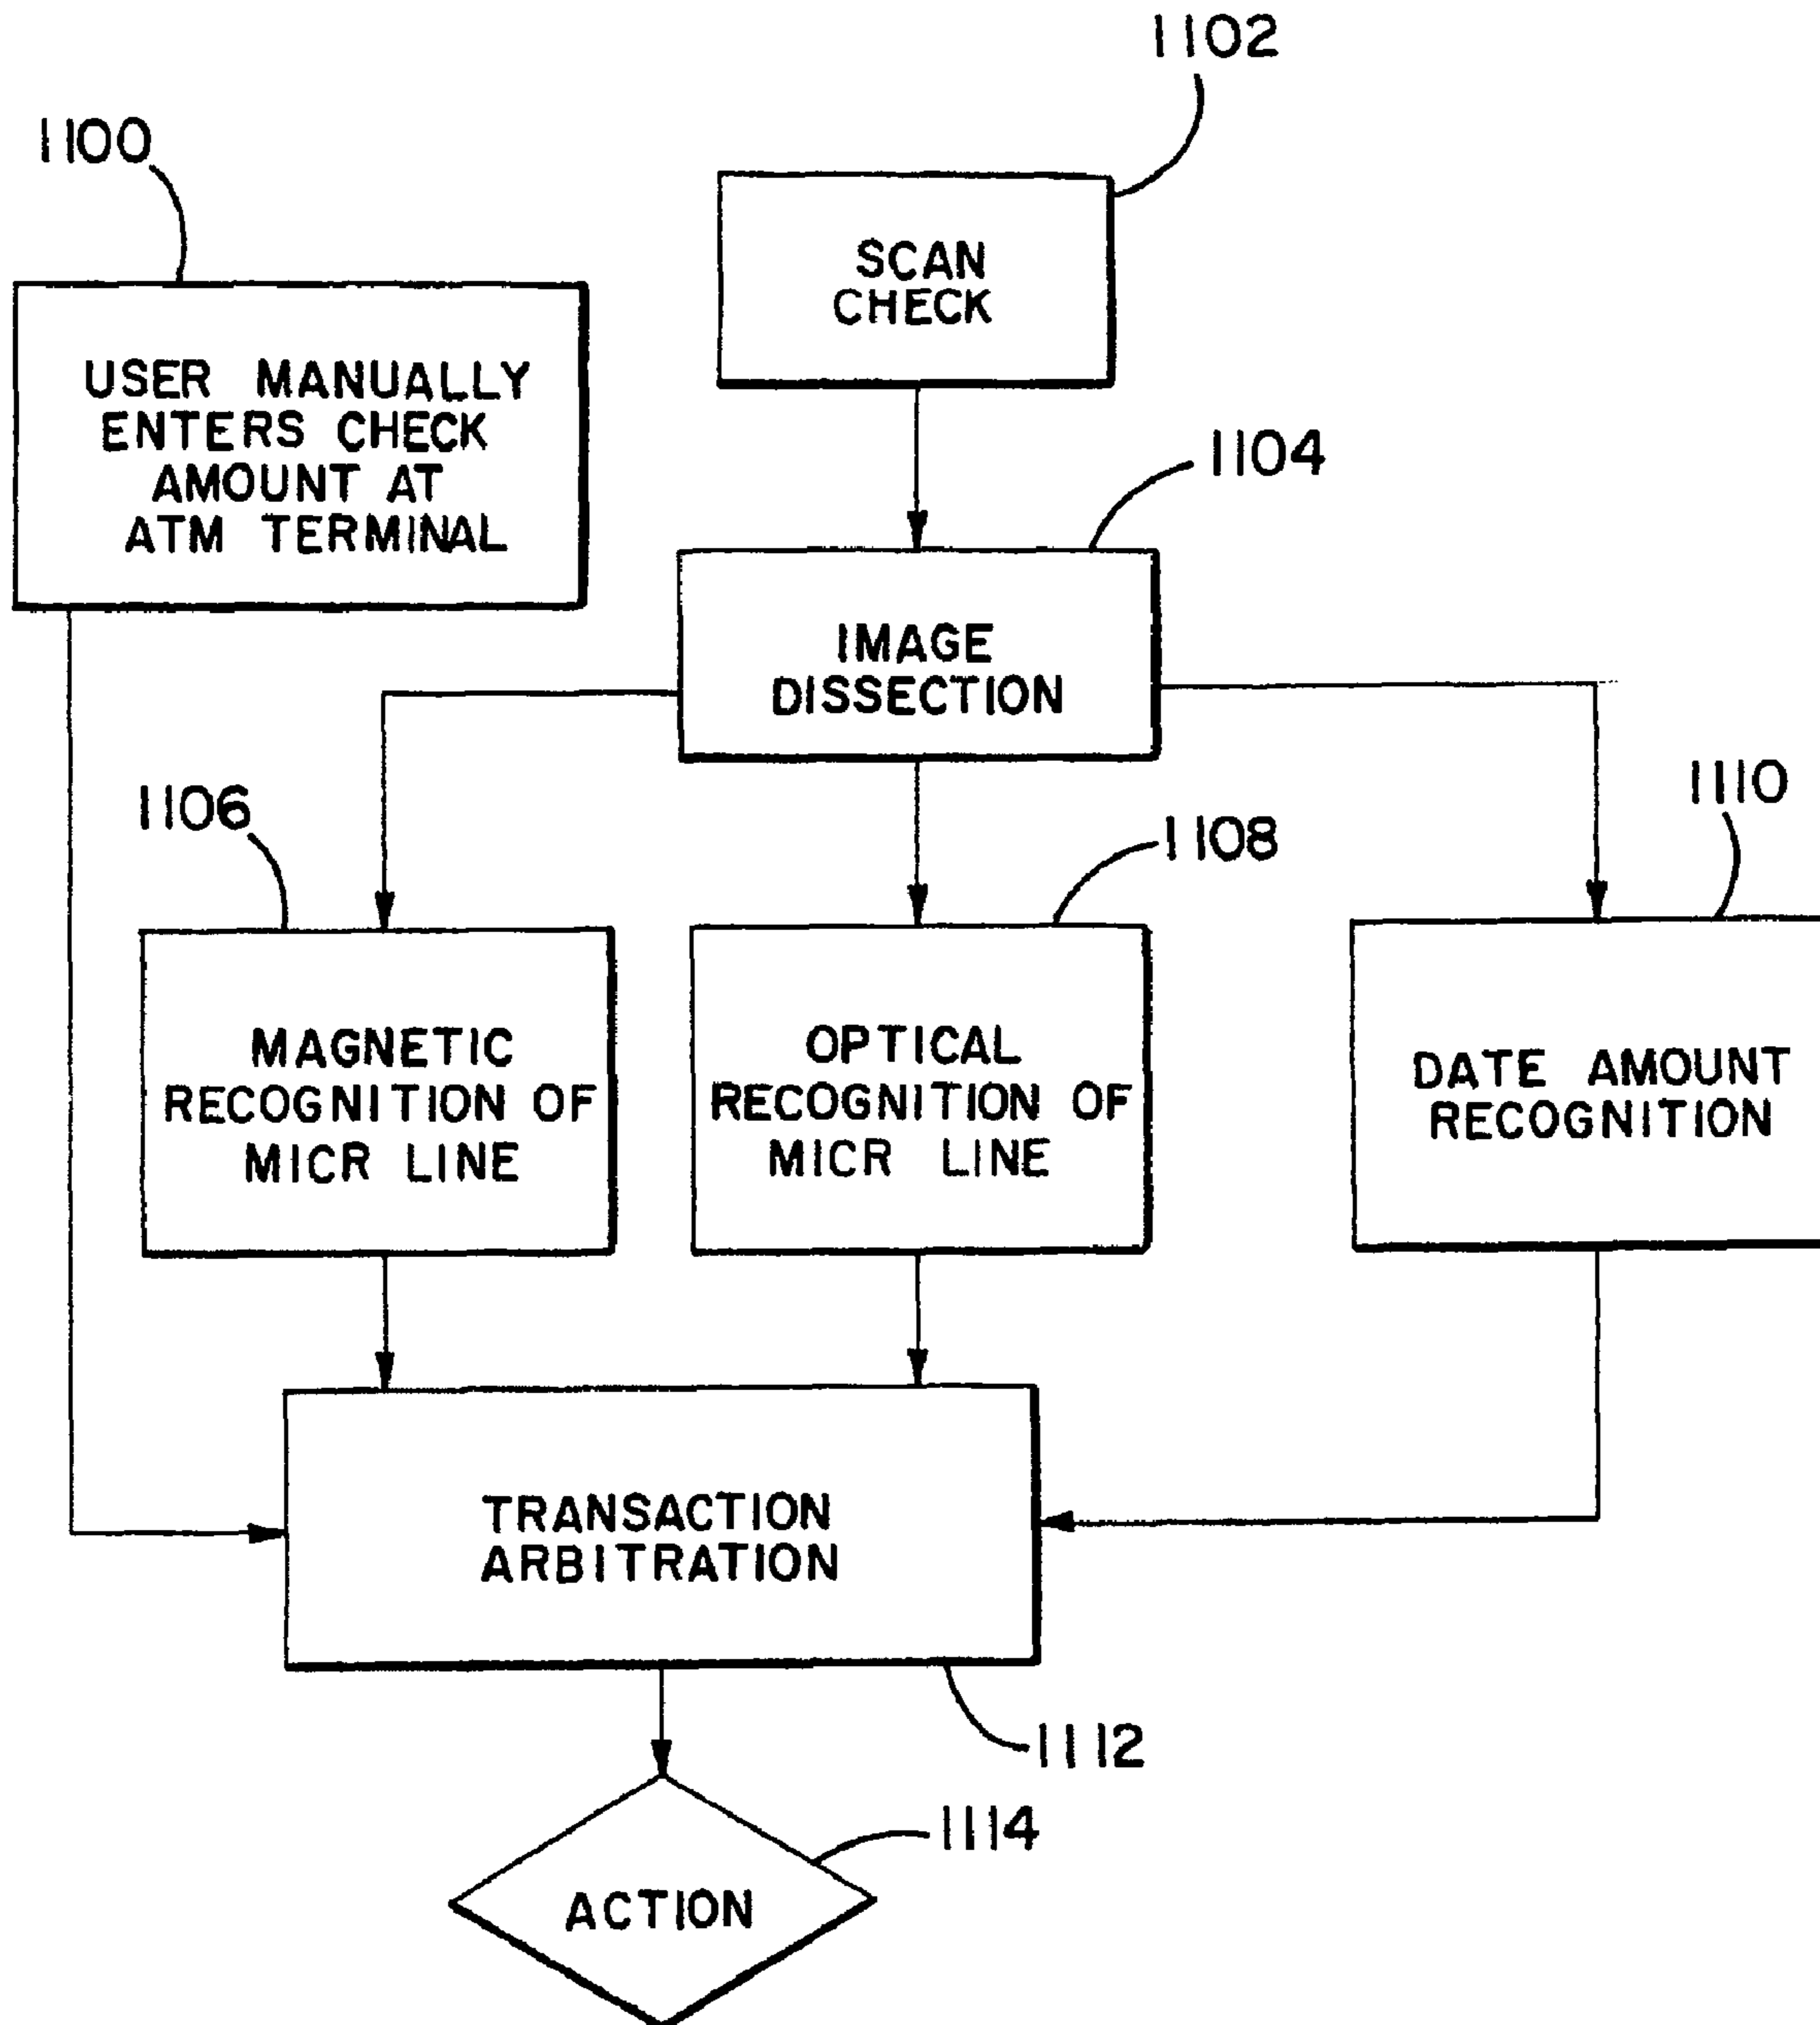 1102
1100
SCAN
CHECK
USER MANUALLY
ENTERS CHECK
AMOUNT AT
ATM TERMINAL
1104
IMAGE
DISSECTION
1106
1108
1110
MAGNETIC
RECOGNITION OF
MICR LINE
OPTICAL
RECOGNITION OF
MICR LINE
DATE AMOUNT
RECOGNITION
TRANSACTION
ARBITRATION
1112
1114
ACTION